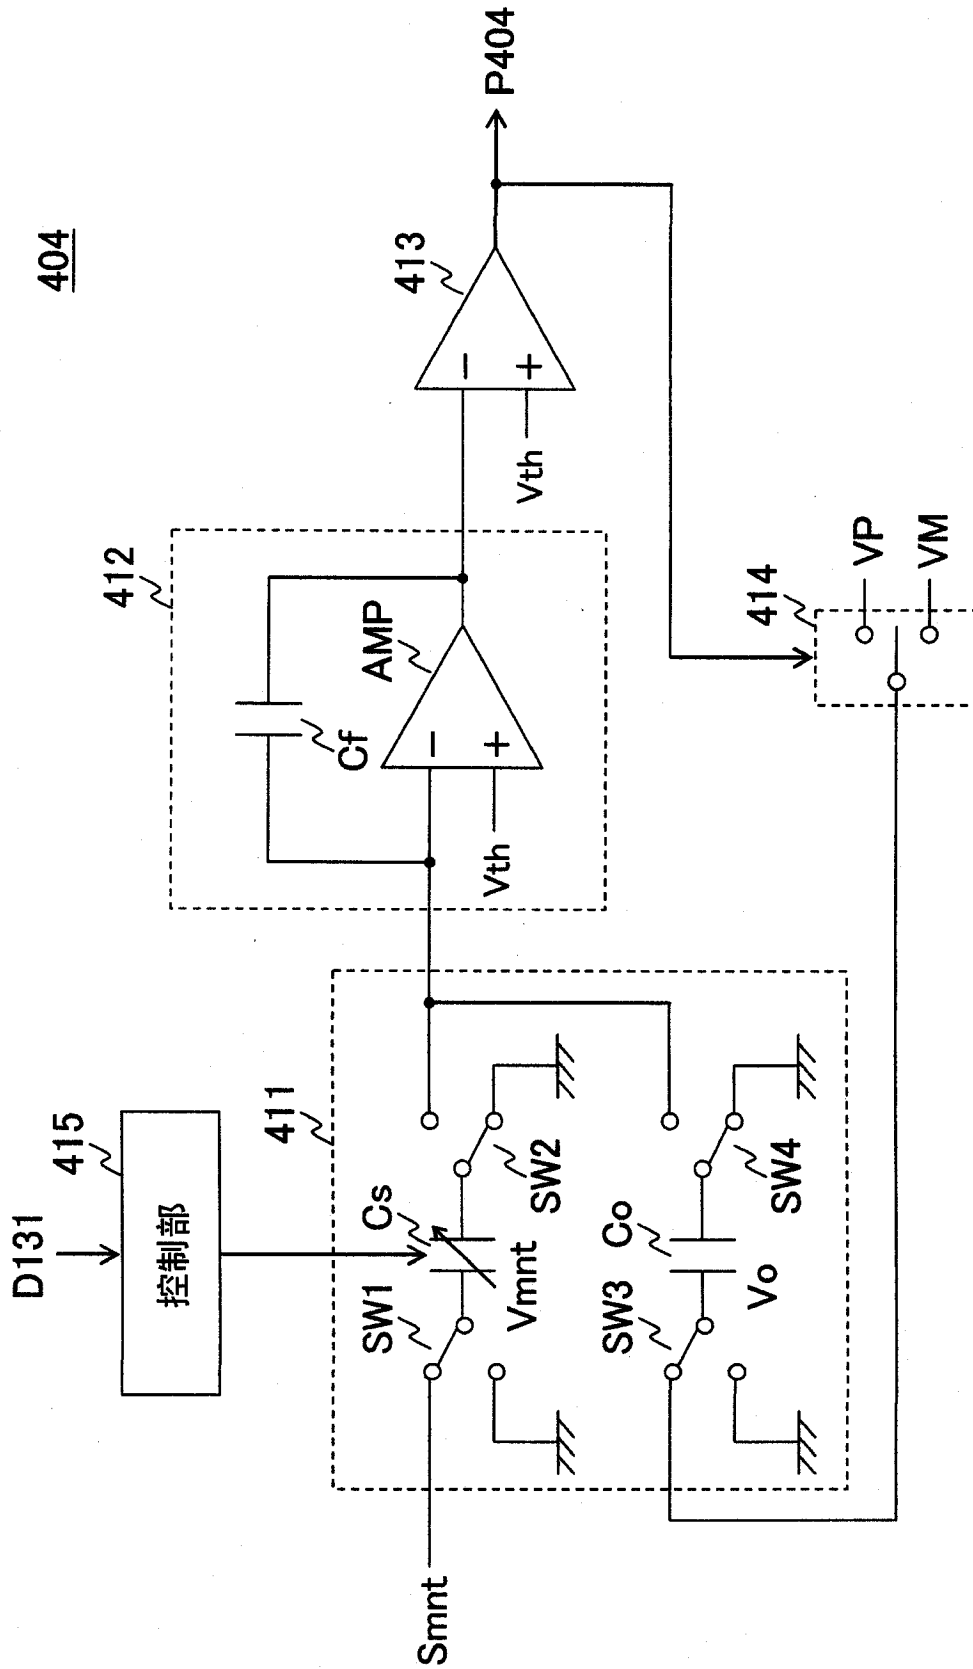 404
D131
415
控制部
411
412
Cf
AMP
Vth
413
Vth
P404
Smnt
SW1
Cs
Vmnt
SW2
SW3
Co
Vo
SW4
414
VP
VM